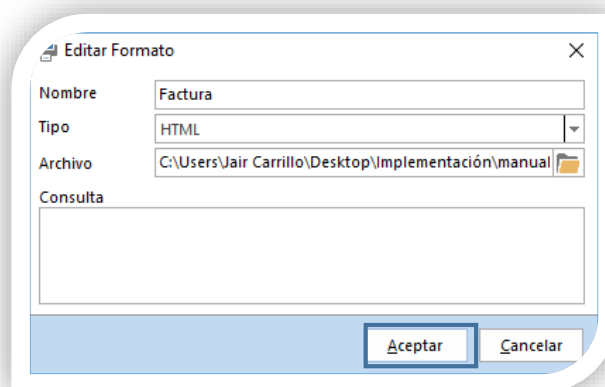 Editar Formato
Nombre Factura
Tipo HTML
Archivo C:\Users\Jair Carrillo\Desktop\Implementación\manual
Consulta
Aceptar Cancelar